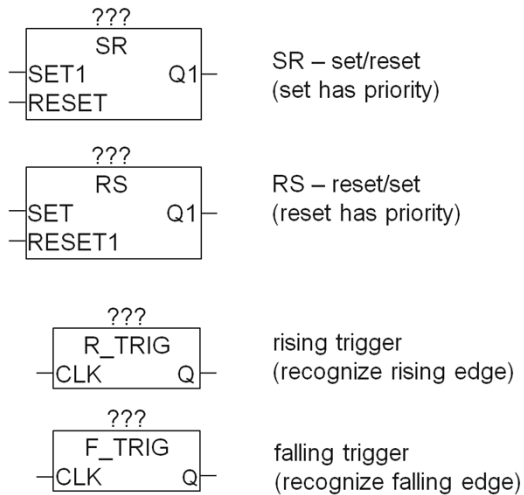 ???
SR
SET1 Q1
RESET
SR – set/reset
(set has priority)
???
RS
SET Q1
RESET1
RS – reset/set
(reset has priority)
???
R_TRIG
CLK Q
rising trigger
(recognize rising edge)
???
F_TRIG
CLK Q
falling trigger
(recognize falling edge)